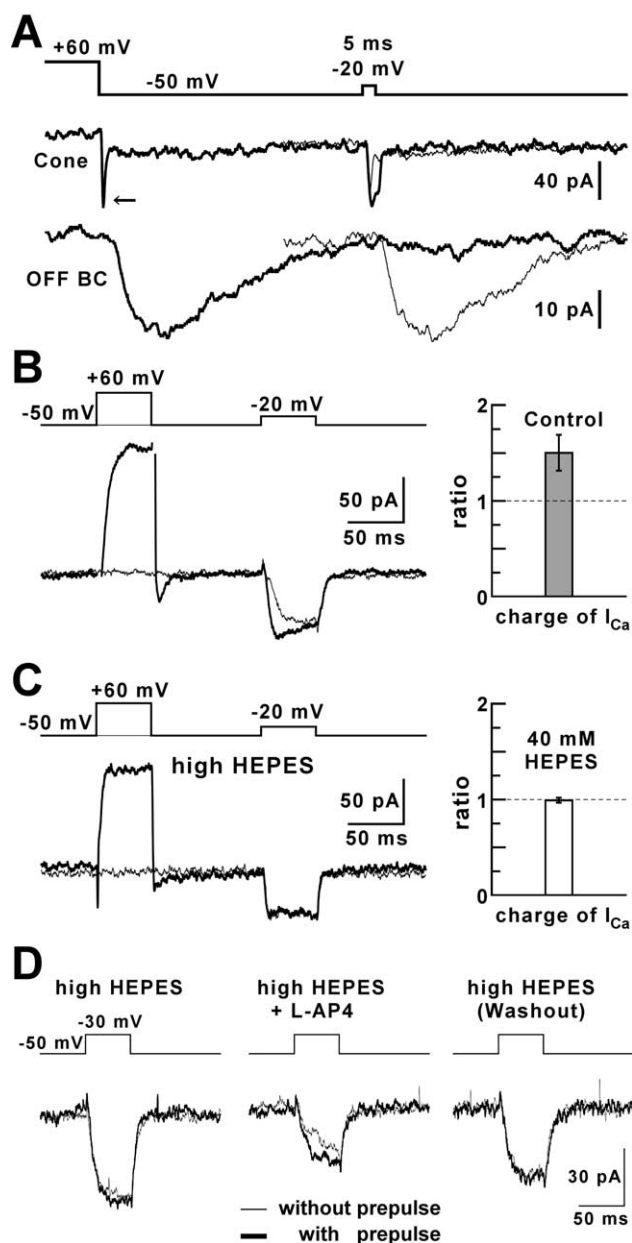 A
+60 mV
-50 mV
5 ms
-20 mV
Cone
←
40 pA
OFF BC
10 pA
B
+60 mV
-50 mV
-20 mV
50 pA
50 ms
2
Control
ratio
1
0
charge of I_Ca
C
+60 mV
-50 mV
-20 mV
high HEPES
50 pA
50 ms
2
40 mM
HEPES
ratio
1
0
charge of I_Ca
D
high HEPES
high HEPES
+ L-AP4
high HEPES
(Washout)
-30 mV
-50 mV
30 pA
50 ms
without prepulse
with prepulse